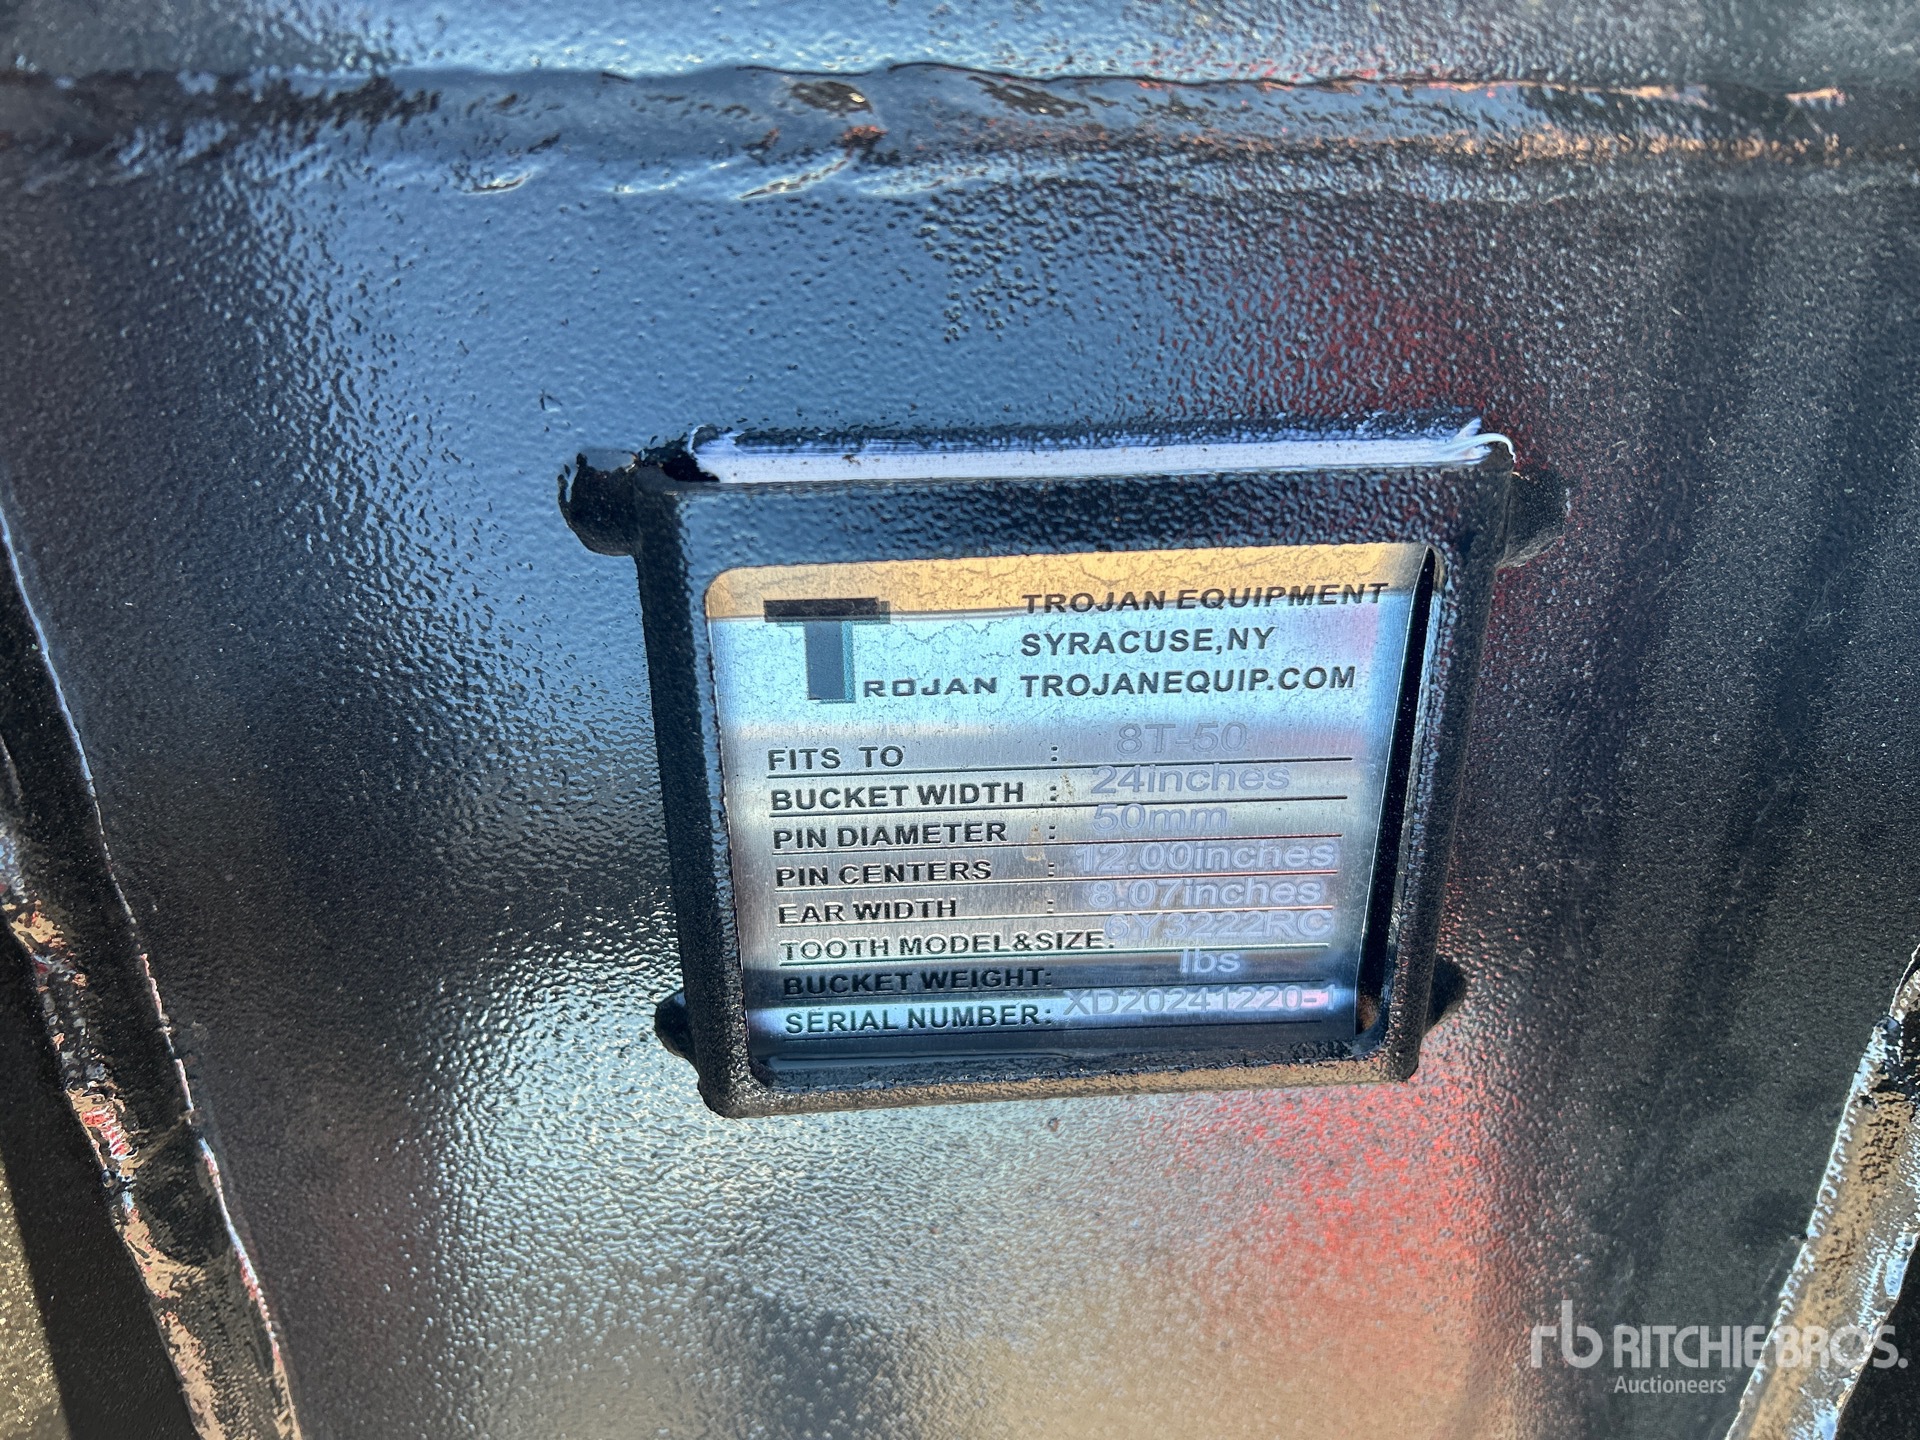 TROJAN
TROJAN EQUIPMENT
SYRACUSE,NY
TROJANEQUIP.COM
FITS TO : 8T-50
BUCKET WIDTH : 24inches
PIN DIAMETER : 50mm
PIN CENTERS : 12.00inches
EAR WIDTH : 8.07inches
TOOTH MODEL&SIZE: 6Y3222RC
BUCKET WEIGHT: lbs
SERIAL NUMBER: XD20241220-1
rb RITCHIE BROS.
Auctioneers